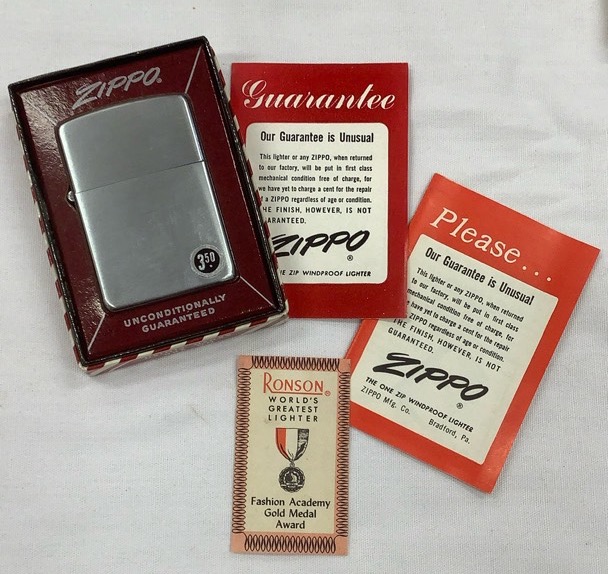 ZIPPO®
3.50
UNCONDITIONALLY
GUARANTEED
Guarantee
Our Guarantee is Unusual
This lighter or any ZIPPO, when returned
to our factory, will be put in first class
mechanical condition free of charge, for
we have yet to charge a cent for the repair
of a ZIPPO regardless of age or condition.
THE FINISH, HOWEVER, IS NOT
GUARANTEED.
ZIPPO®
THE ONE ZIP WINDPROOF LIGHTER
Please...
Our Guarantee is Unusual
This lighter or any ZIPPO, when returned
to our factory, will be put in first class
mechanical condition free of charge, for
we have yet to charge a cent for the repair
of a ZIPPO regardless of age or condition.
THE FINISH, HOWEVER, IS NOT
GUARANTEED.
ZIPPO®
THE ONE ZIP WINDPROOF LIGHTER
ZIPPO Mfg. Co. Bradford, Pa.
RONSON®
WORLD'S
GREATEST
LIGHTER
Fashion Academy
Gold Medal
Award